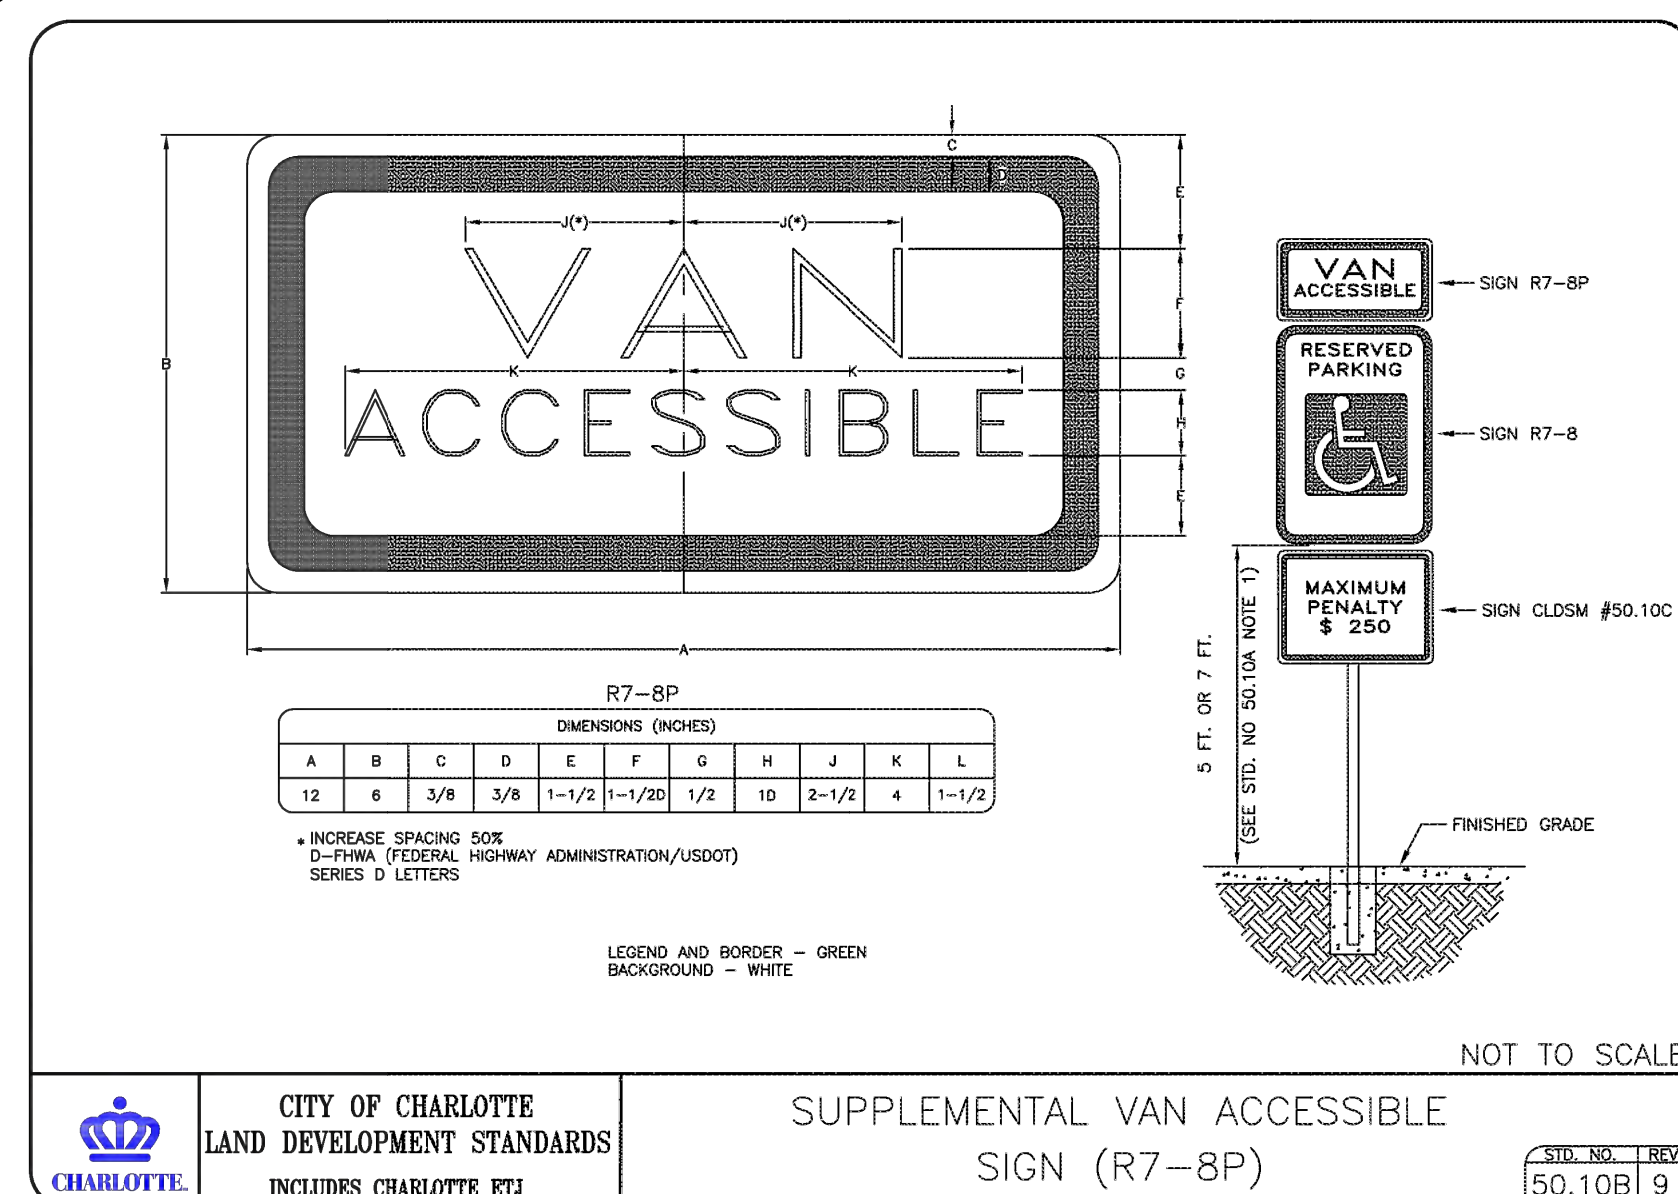 C
D
E
J(*)
J(*)
VAN
F
B
G
K
K
ACCESSIBLE
H
E
A
VAN
ACCESSIBLE
SIGN R7-8P
RESERVED
PARKING
SIGN R7-8
MAXIMUM
PENALTY
$ 250
SIGN CLDSM #50.10C
5 FT. OR 7 FT.
(SEE STD. NO 50.10A NOTE 1)
FINISHED GRADE
R7-8P
DIMENSIONS (INCHES)
A B C D E F G H J K L
12 6 3/8 3/8 1-1/2 1-1/2D 1/2 1D 2-1/2 4 1-1/2
* INCREASE SPACING 50%
D-FHWA (FEDERAL HIGHWAY ADMINISTRATION/USDOT)
SERIES D LETTERS
LEGEND AND BORDER - GREEN
BACKGROUND - WHITE
NOT TO SCALE
CHARLOTTE.
CITY OF CHARLOTTE
LAND DEVELOPMENT STANDARDS
INCLUDES CHARLOTTE ETJ
SUPPLEMENTAL VAN ACCESSIBLE
SIGN (R7-8P)
STD. NO. REV
50.10B 9